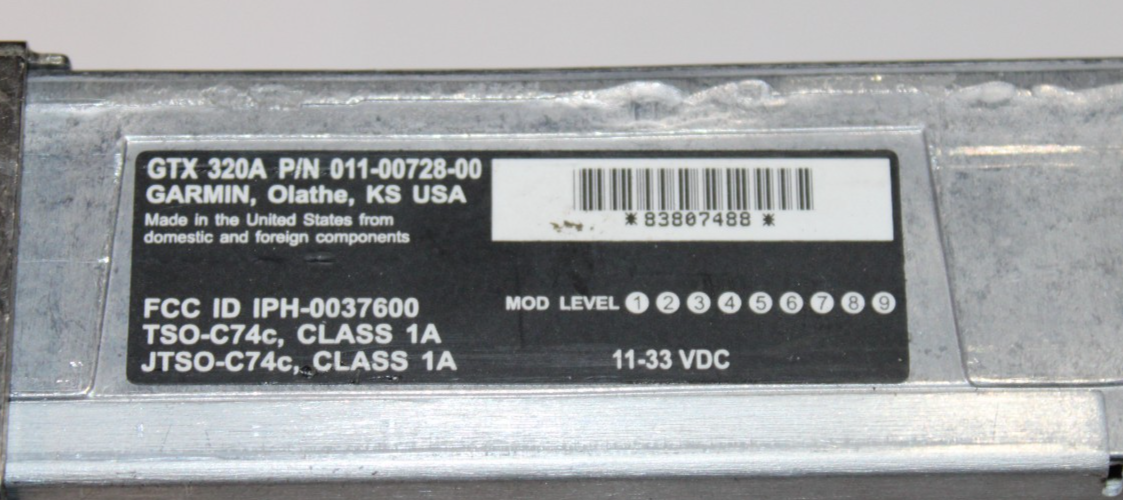 GTX 320A P/N 011-00728-00
GARMIN, Olathe, KS USA
Made in the United States from
domestic and foreign components
*83807488*
FCC ID IPH-0037600
TSO-C74c, CLASS 1A
JTSO-C74c, CLASS 1A
MOD LEVEL 1 2 3 4 5 6 7 8 9
11-33 VDC